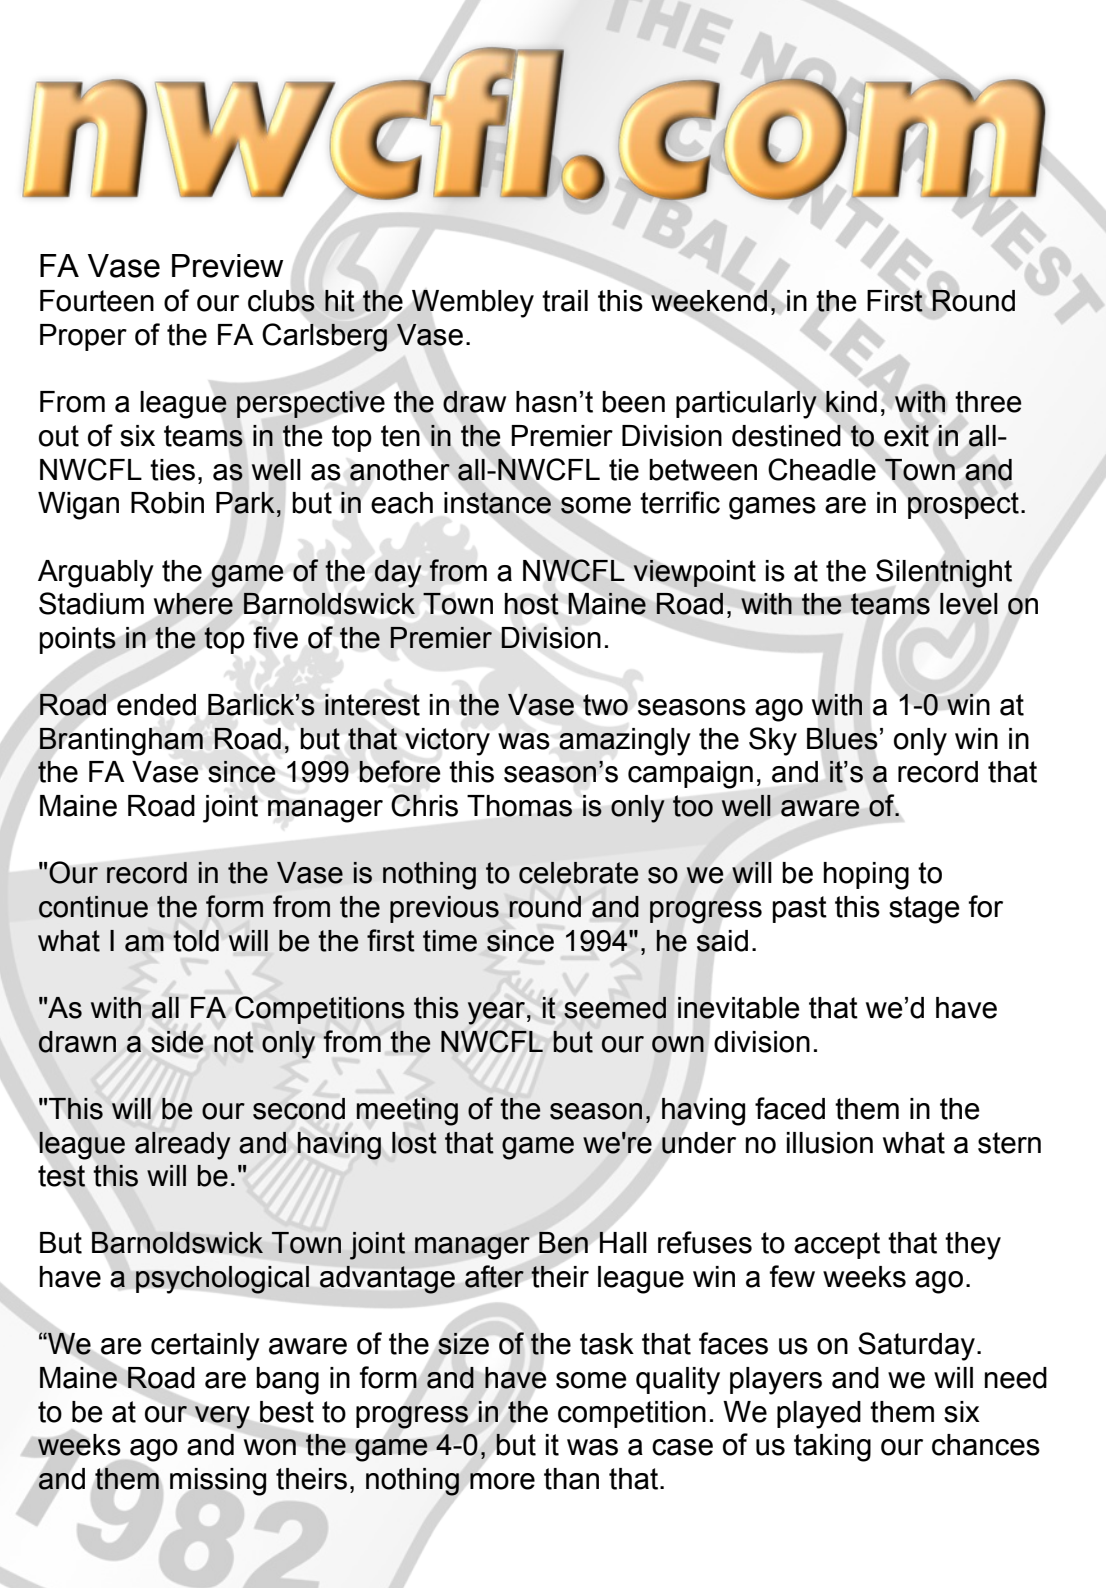 nwcfl.com
THE NORTH WEST
COUNTIES
FOOTBALL LEAGUE
FA Vase Preview
Fourteen of our clubs hit the Wembley trail this weekend, in the First Round
Proper of the FA Carlsberg Vase.
From a league perspective the draw hasn’t been particularly kind, with three
out of six teams in the top ten in the Premier Division destined to exit in all-
NWCFL ties, as well as another all-NWCFL tie between Cheadle Town and
Wigan Robin Park, but in each instance some terrific games are in prospect.
Arguably the game of the day from a NWCFL viewpoint is at the Silentnight
Stadium where Barnoldswick Town host Maine Road, with the teams level on
points in the top five of the Premier Division.
Road ended Barlick’s interest in the Vase two seasons ago with a 1-0 win at
Brantingham Road, but that victory was amazingly the Sky Blues’ only win in
the FA Vase since 1999 before this season’s campaign, and it’s a record that
Maine Road joint manager Chris Thomas is only too well aware of.
"Our record in the Vase is nothing to celebrate so we will be hoping to
continue the form from the previous round and progress past this stage for
what I am told will be the first time since 1994", he said.
"As with all FA Competitions this year, it seemed inevitable that we’d have
drawn a side not only from the NWCFL but our own division.
"This will be our second meeting of the season, having faced them in the
league already and having lost that game we're under no illusion what a stern
test this will be."
But Barnoldswick Town joint manager Ben Hall refuses to accept that they
have a psychological advantage after their league win a few weeks ago.
“We are certainly aware of the size of the task that faces us on Saturday.
Maine Road are bang in form and have some quality players and we will need
to be at our very best to progress in the competition. We played them six
weeks ago and won the game 4-0, but it was a case of us taking our chances
and them missing theirs, nothing more than that.
1982